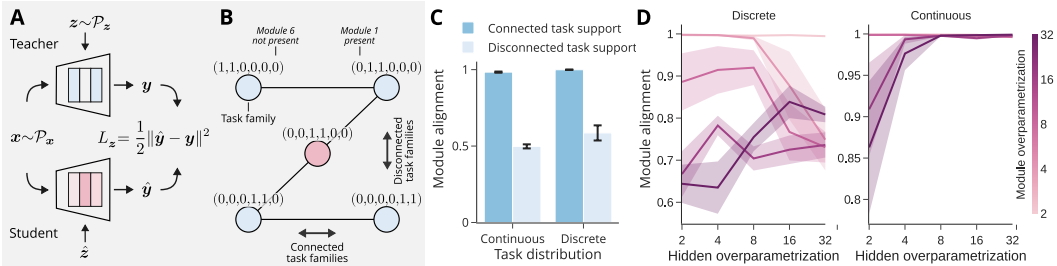 A
z∼𝒫z
Teacher
y
x∼𝒫x
Lz = 1/2 ||ŷ − y||²
ŷ
Student
ẑ
B
Module 6
not present
Module 1
present
(1,1,0,0,0,0)
(0,1,1,0,0,0)
Task family
(0,0,1,1,0,0)
Disconnected
task families
(0,0,0,1,1,0)
(0,0,0,0,1,1)
Connected
task families
C
Connected task support
Disconnected task support
Module alignment
1
0.5
0
Continuous
Discrete
Task distribution
D
Discrete
Module alignment
1
0.9
0.8
0.7
0.6
2
4
8
16
32
Hidden overparametrization
Continuous
1
0.95
0.9
0.85
0.8
2
4
8
16
32
Hidden overparametrization
Module overparametrization
32
16
8
4
2